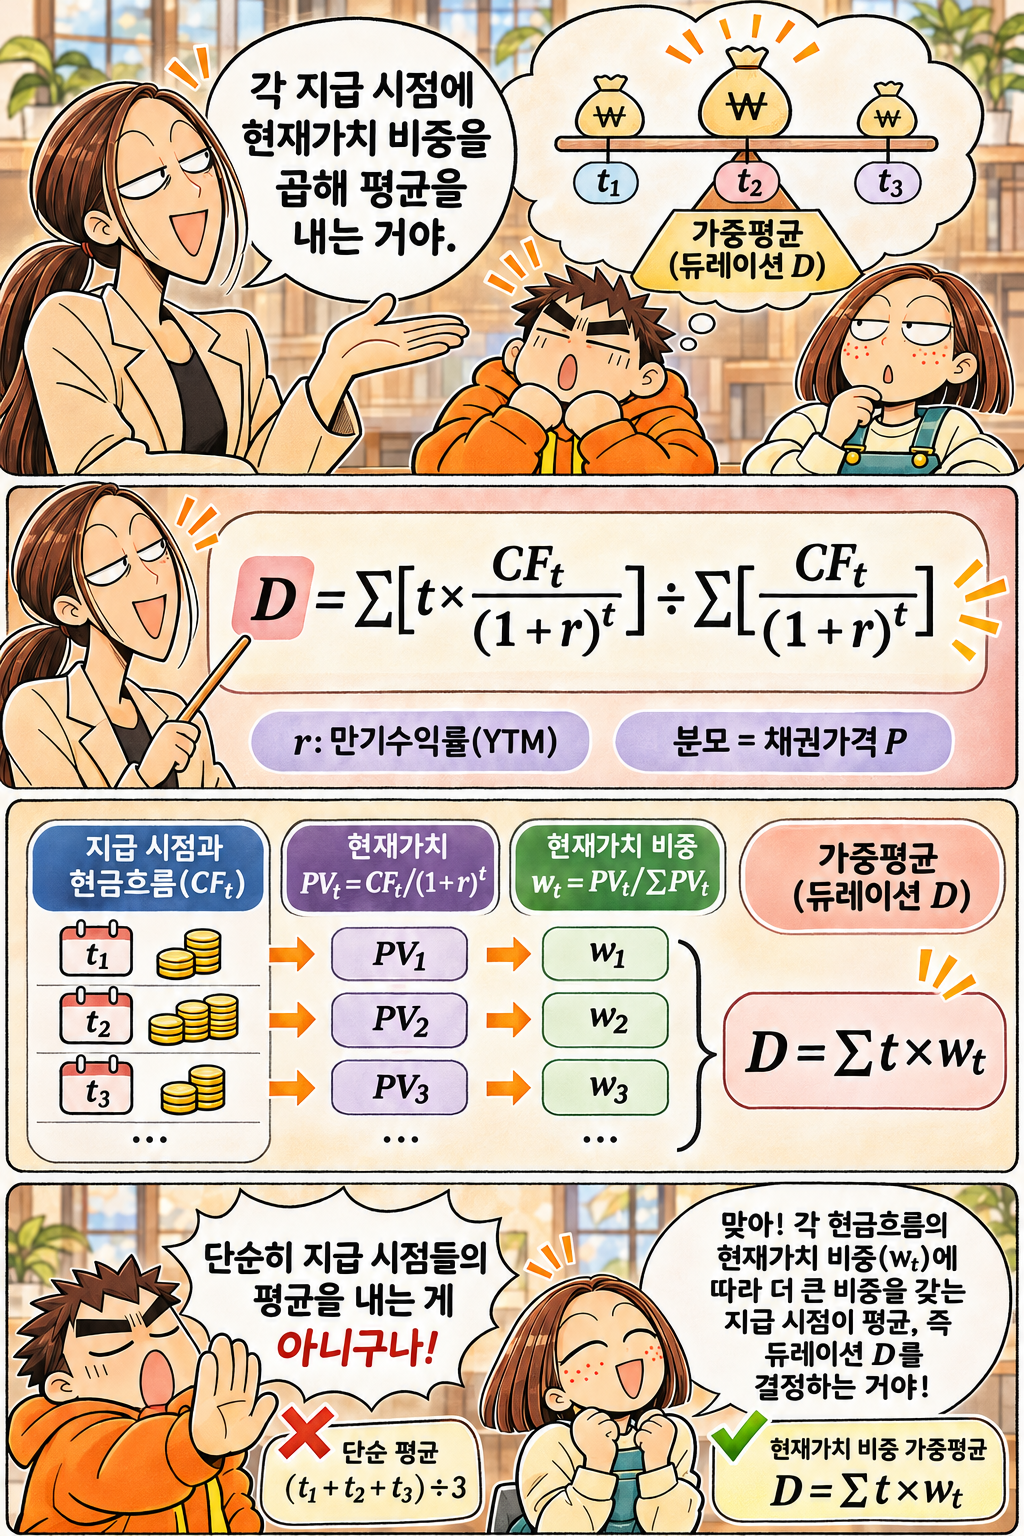 각 지급 시점에
현재가치 비중을
곱해 평균을
내는 거야.
₩ ₩ ₩
t₁ t₂ t₃
가중평균
(듀레이션 D)
D = ∑[t × CFₜ/(1+r)ᵗ] ÷ ∑[CFₜ/(1+r)ᵗ]
r: 만기수익률(YTM)
분모 = 채권가격 P
지급 시점과
현금흐름(CFₜ)
현재가치
PVₜ = CFₜ/(1+r)ᵗ
현재가치 비중
wₜ = PVₜ/∑PVₜ
가중평균
(듀레이션 D)
t₁ PV₁ w₁
t₂ PV₂ w₂
t₃ PV₃ w₃
... ... ...
D = ∑ t × wₜ
단순히 지급 시점들의
평균을 내는 게
아니구나!
단순 평균
(t₁ + t₂ + t₃) ÷ 3
맞아! 각 현금흐름의
현재가치 비중(wₜ)에
따라 더 큰 비중을 갖는
지급 시점이 평균, 즉
듀레이션 D를
결정하는 거야!
현재가치 비중 가중평균
D = ∑ t × wₜ